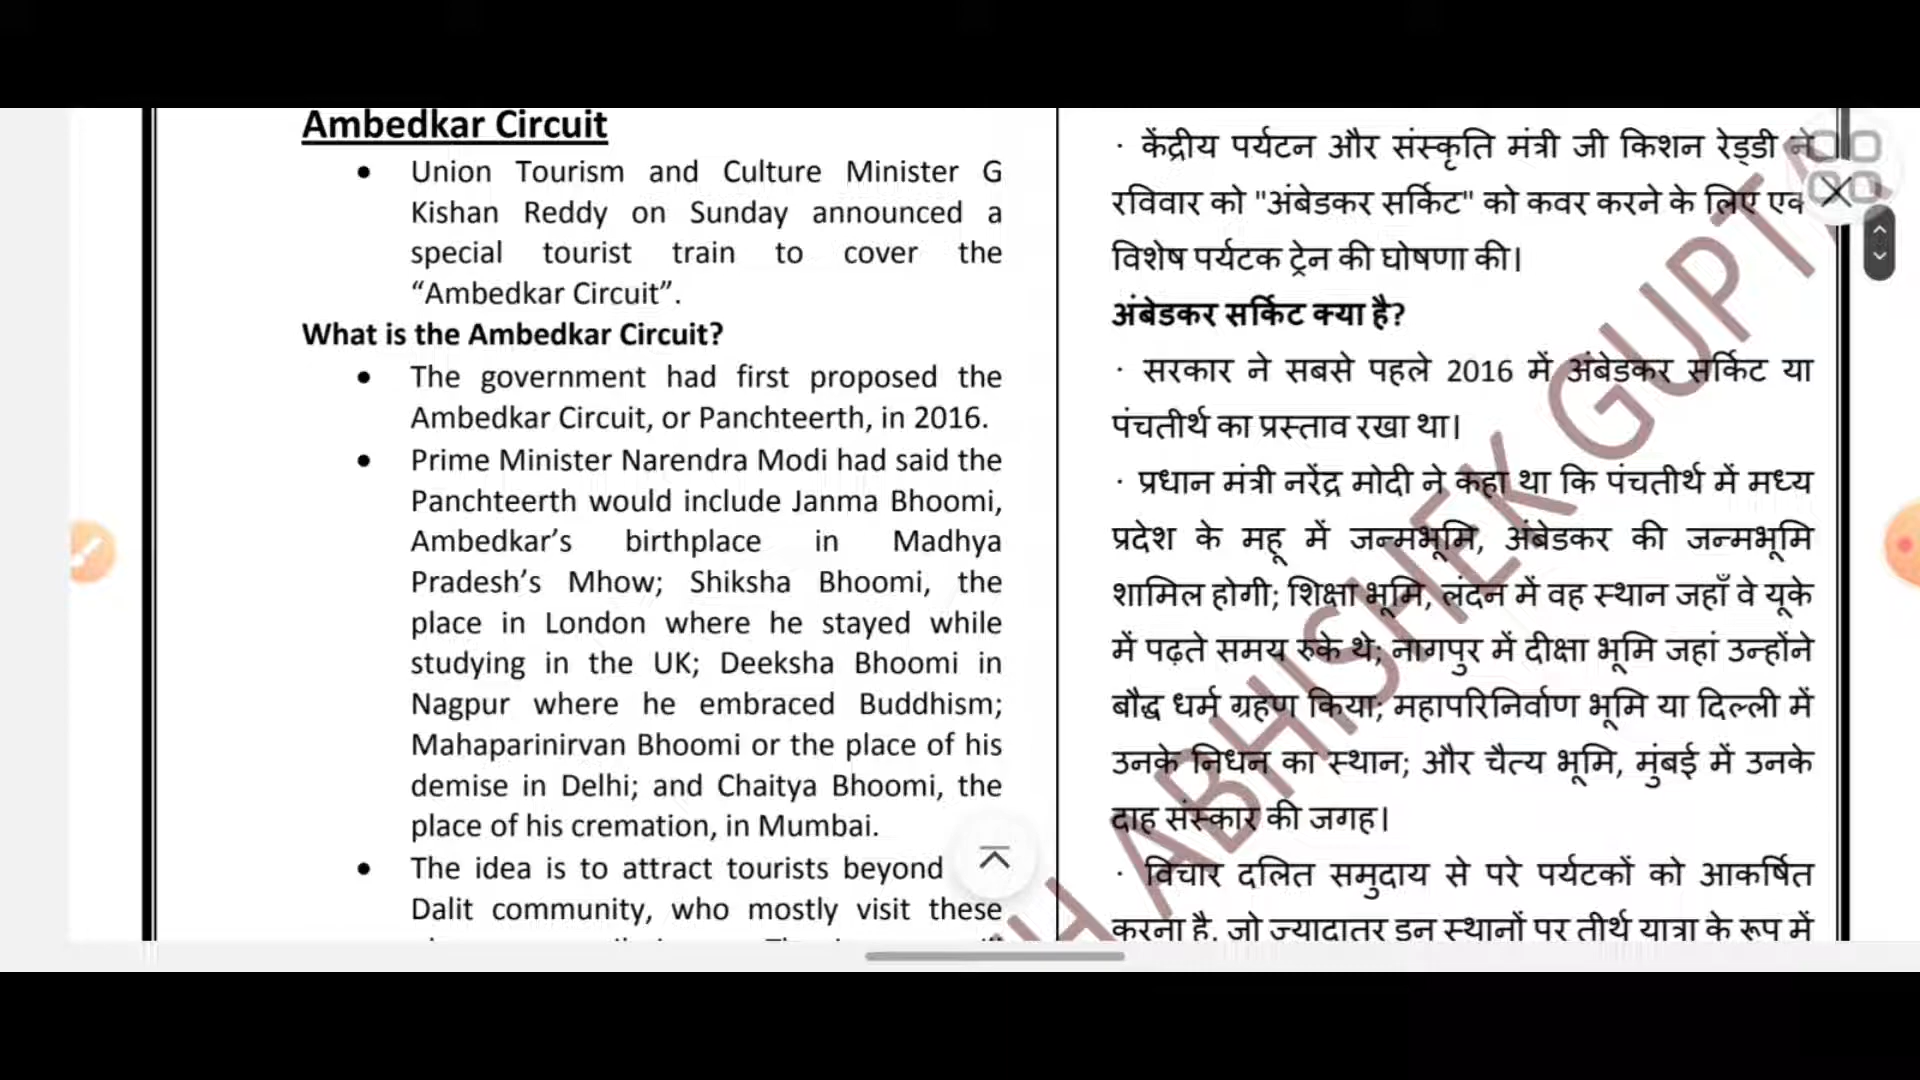 Ambedkar Circuit
• Union Tourism and Culture Minister G
Kishan Reddy on Sunday announced a
special tourist train to cover the
“Ambedkar Circuit”.
What is the Ambedkar Circuit?
• The government had first proposed the
Ambedkar Circuit, or Panchteerth, in 2016.
• Prime Minister Narendra Modi had said the
Panchteerth would include Janma Bhoomi,
Ambedkar’s birthplace in Madhya
Pradesh’s Mhow; Shiksha Bhoomi, the
place in London where he stayed while
studying in the UK; Deeksha Bhoomi in
Nagpur where he embraced Buddhism;
Mahaparinirvan Bhoomi or the place of his
demise in Delhi; and Chaitya Bhoomi, the
place of his cremation, in Mumbai.
• The idea is to attract tourists beyond
Dalit community, who mostly visit these
· केंद्रीय पर्यटन और संस्कृति मंत्री जी किशन रेड्डी ने
रविवार को "अंबेडकर सर्किट" को कवर करने के लिए
विशेष पर्यटक ट्रेन की घोषणा की।
अंबेडकर सर्किट क्या है?
· सरकार ने सबसे पहले 2016 में अंबेडकर सर्किट या
पंचतीर्थ का प्रस्ताव रखा था।
· प्रधान मंत्री नरेंद्र मोदी ने कहा था कि पंचतीर्थ में मध्य
प्रदेश के महू में जन्मभूमि, अंबेडकर की जन्मभूमि
शामिल होगी; शिक्षा भूमि, लंदन में वह स्थान जहाँ वे यूके
में पढ़ते समय रुके थे; नागपुर में दीक्षा भूमि जहां उन्होंने
बौद्ध धर्म ग्रहण किया; महापरिनिर्वाण भूमि या दिल्ली में
उनके निधन का स्थान; और चैत्य भूमि, मुंबई में उनके
दाह संस्कार की जगह।
· विचार दलित समुदाय से परे पर्यटकों को आकर्षित
करना है, जो ज्यादातर इन स्थानों पर तीर्थ यात्रा के रूप में
ABHISHEK GUPTA